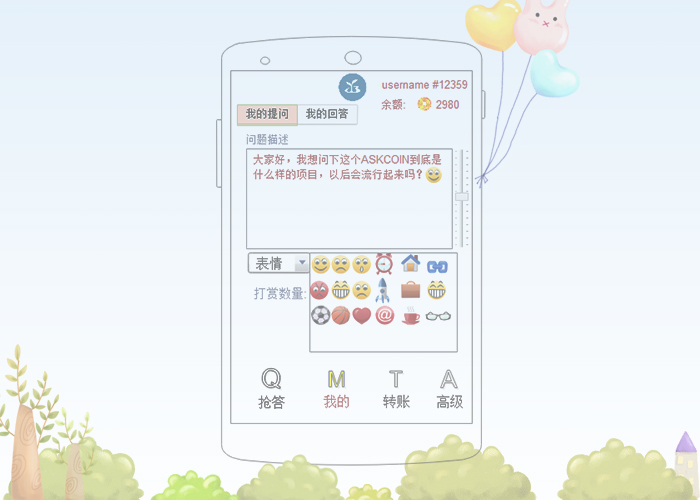 username #12359
余额: 2980
我的提问 我的回答
问题描述
大家好，我想问下这个ASKCOIN到底是
什么样的项目，以后会流行起来吗？
表情
打赏数量:
Q M T A
抢答 我的 转账 高级